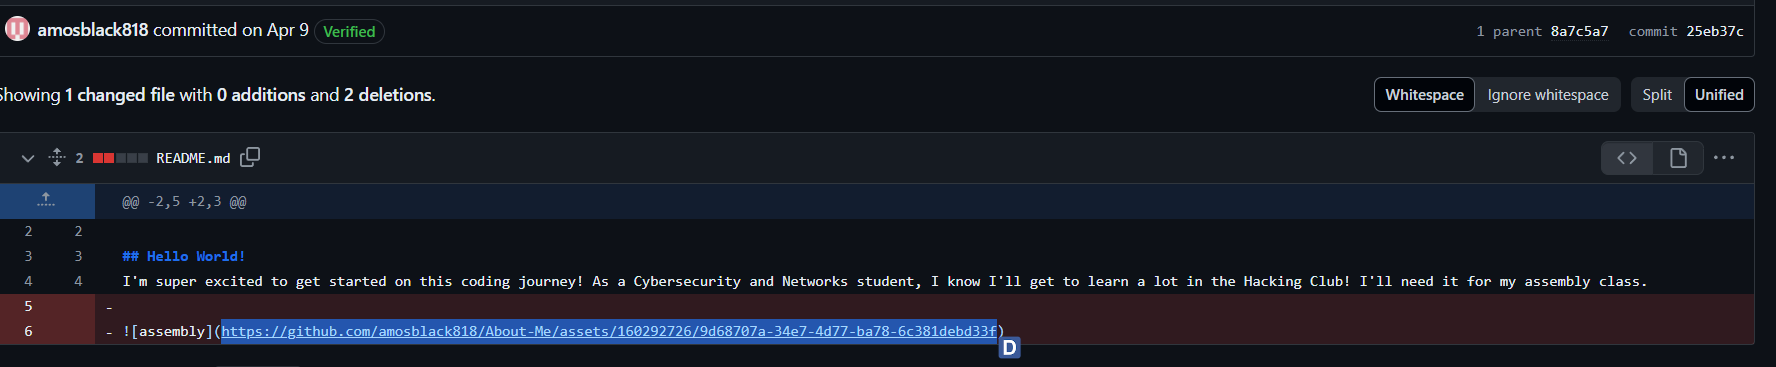 amosblack818 committed on Apr 9 Verified 1 parent 8a7c5a7 commit 25eb37c
Showing 1 changed file with 0 additions and 2 deletions. Whitespace Ignore whitespace Split Unified
2 README.md
@@ -2,5 +2,3 @@
2 2
3 3 ## Hello World!
4 4 I'm super excited to get started on this coding journey! As a Cybersecurity and Networks student, I know I'll get to learn a lot in the Hacking Club! I'll need it for my assembly class.
5 -
6 - ![assembly](https://github.com/amosblack818/About-Me/assets/160292726/9d68707a-34e7-4d77-ba78-6c381debd33f)
D